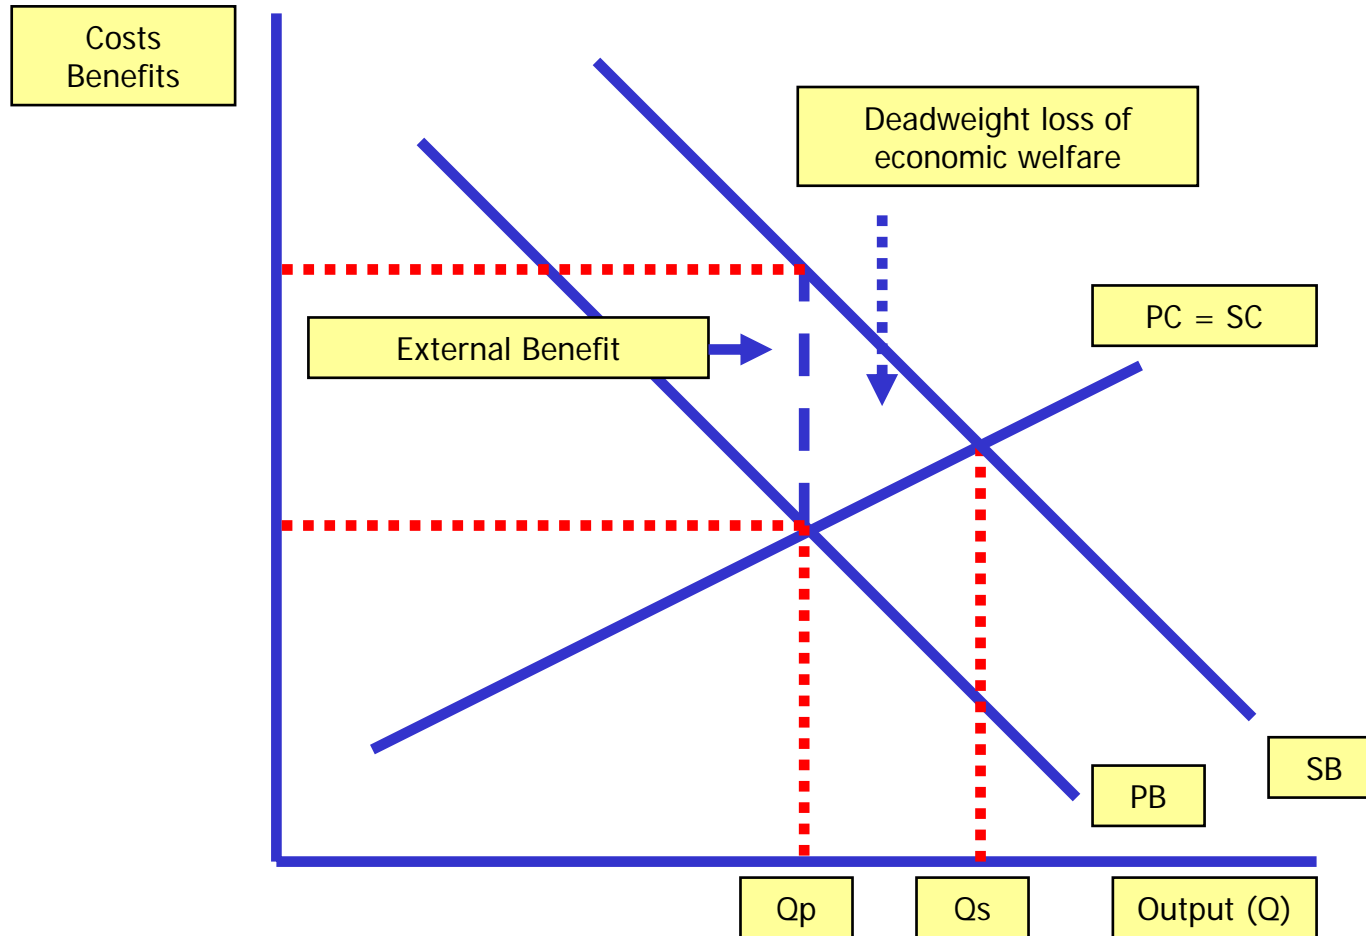 Costs
Benefits
Deadweight loss of
economic welfare
PC = SC
External Benefit
SB
PB
Qp
Qs
Output (Q)